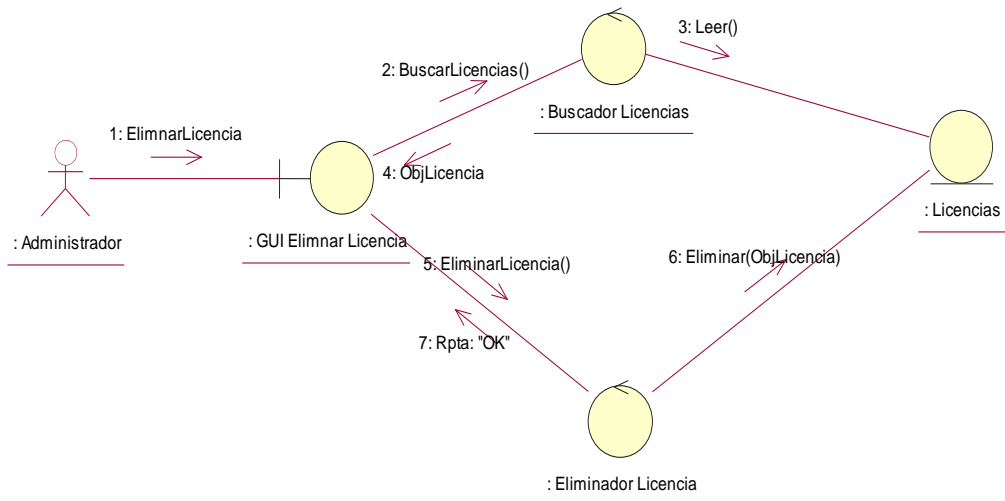 3: Leer()
2: BuscarLicencias()
: Buscador Licencias
1: ElimnarLicencia
4: ObjLicencia
: Licencias
: Administrador
: GUI Elimnar Licencia
5: EliminarLicencia()
6: Eliminar(ObjLicencia)
7: Rpta: "OK"
: Eliminador Licencia